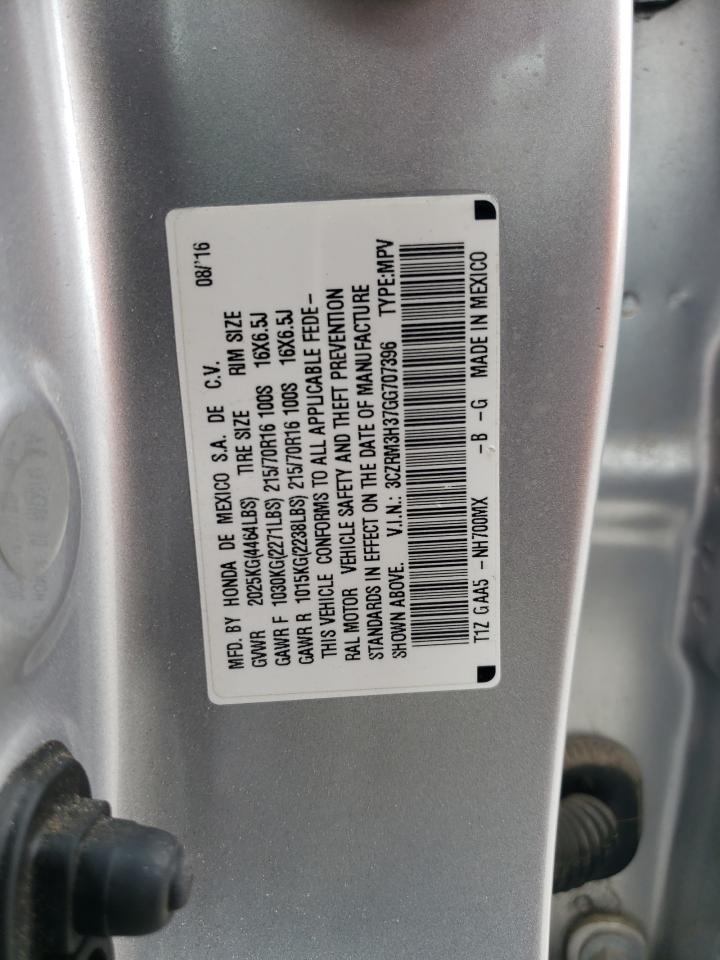 MFD. BY HONDA DE MEXICO S.A. DE C.V. 08/'16
GVWR 2025KG(4464LBS) TIRE SIZE RIM SIZE
GAWR F 1030KG(2271LBS) 215/70R16 100S 16X6.5J
GAWR R 1015KG(2238LBS) 215/70R16 100S 16X6.5J
THIS VEHICLE CONFORMS TO ALL APPLICABLE FEDE-
RAL MOTOR VEHICLE SAFETY AND THEFT PREVENTION
STANDARDS IN EFFECT ON THE DATE OF MANUFACTURE
SHOWN ABOVE. V.I.N.: 3CZRM3H37GG707396 TYPE:MPV
T1Z GAA5 -NH700MX -B -G MADE IN MEXICO